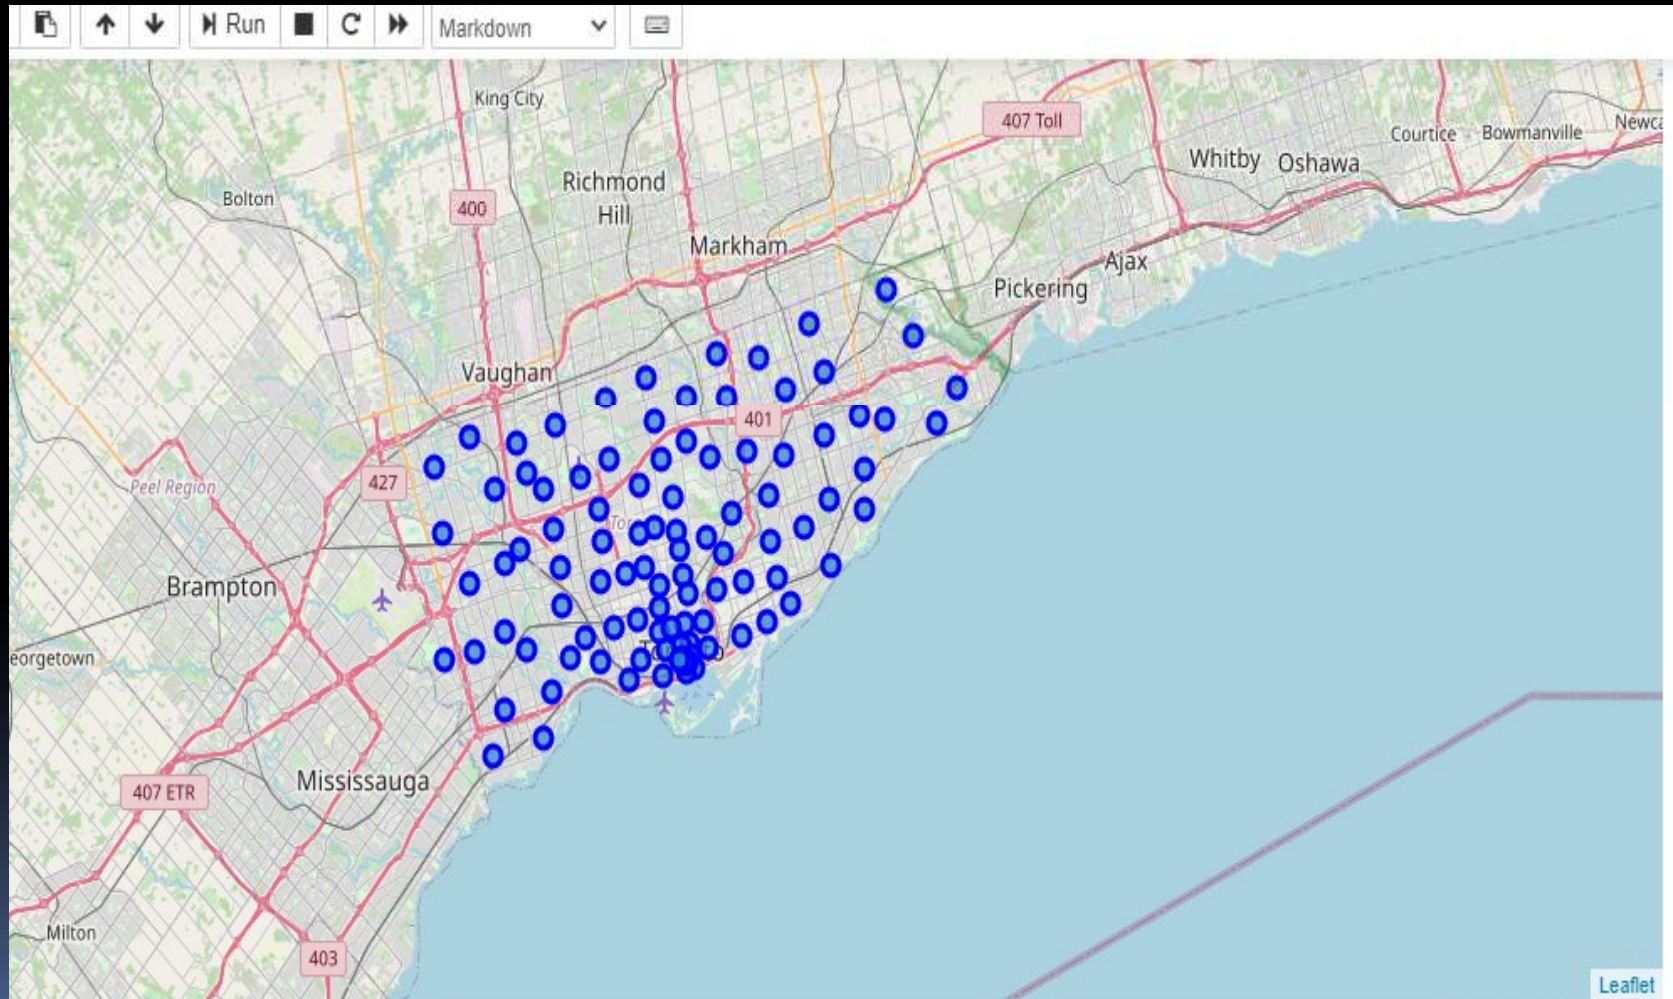 Run
Markdown
King City
407 Toll
Courtice
Bowmanville
Newca
Whitby
Oshawa
Richmond
Hill
Bolton
400
Markham
Ajax
Pickering
Vaughan
401
427
Peel Region
Brampton
eorgetown
Mississauga
407 ETR
Milton
403
Leaflet